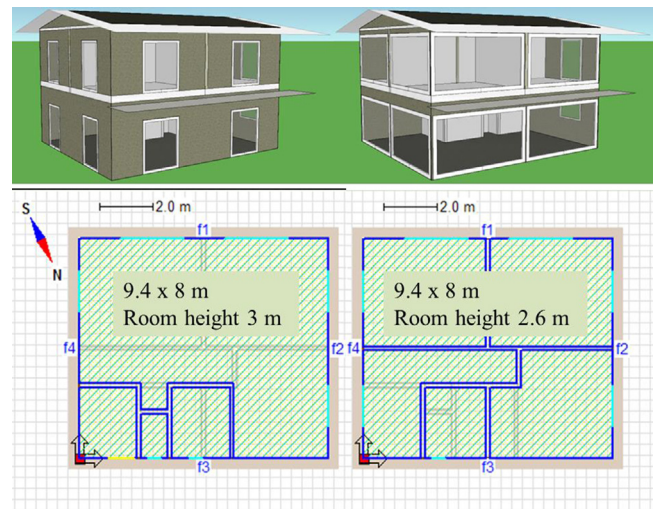 S
N
2.0 m
2.0 m
f1
f1
9.4 x 8 m
Room height 3 m
9.4 x 8 m
Room height 2.6 m
f4
f2
f4
f2
f3
f3